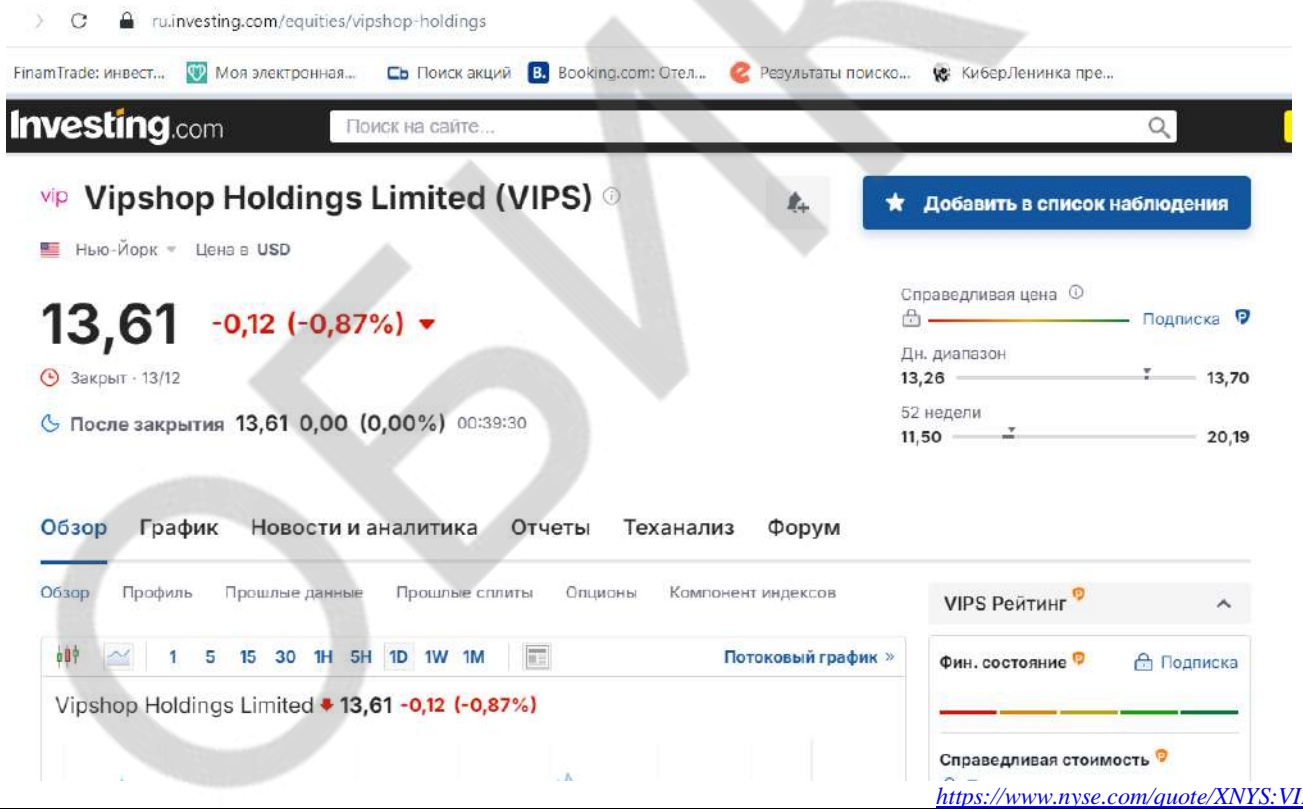 ru.investing.com/equities/vipshop-holdings
FinamTrade: инвест... Моя электронная... Сb Поиск акций B. Booking.com: Отел... Результаты поиско... КиберЛенинка пре...
Investing.com Поиск на сайте...
vip Vipshop Holdings Limited (VIPS)
Добавить в список наблюдения
Нью-Йорк Цена в USD
13,61 -0,12 (-0,87%)
Закрыт · 13/12
После закрытия 13,61 0,00 (0,00%) 00:39:30
Справедливая цена
Подписка
Дн. диапазон
13,26 13,70
52 недели
11,50 20,19
Обзор График Новости и аналитика Отчеты Теханализ Форум
Обзор Профиль Прошлые данные Прошлые сплиты Опционы Компонент индексов
1 5 15 30 1H 5H 1D 1W 1M Потоковый график »
Vipshop Holdings Limited 13,61 -0,12 (-0,87%)
VIPS Рейтинг
Фин. состояние Подписка
Справедливая стоимость
https://www.nyse.com/quote/XNYS:VI
ОБИК